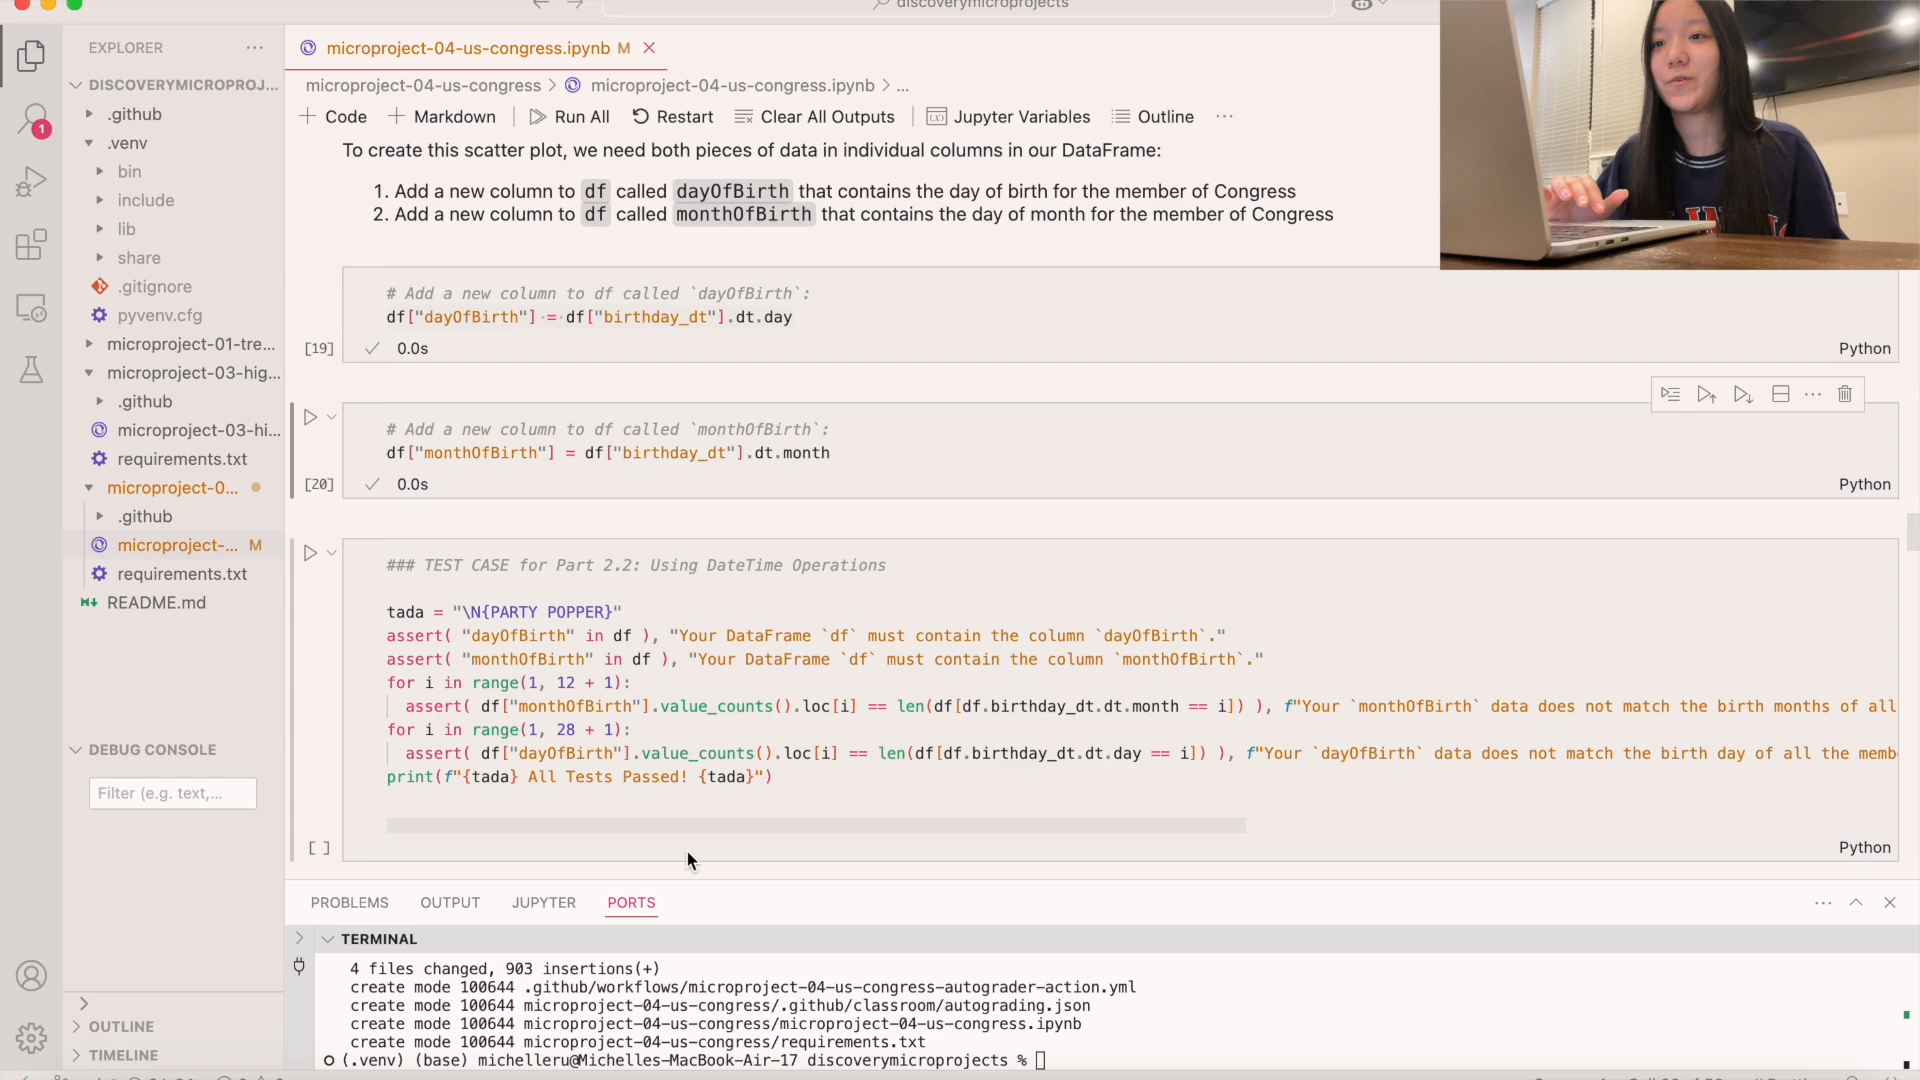 discoverymicroprojects
EXPLORER
DISCOVERYMICROPROJ...
.github
.venv
bin
include
lib
share
.gitignore
pyvenv.cfg
microproject-01-tre...
microproject-03-hig...
.github
microproject-03-hi...
requirements.txt
microproject-0...
.github
microproject-... M
requirements.txt
README.md
DEBUG CONSOLE
Filter (e.g. text,...
OUTLINE
TIMELINE
1
microproject-04-us-congress.ipynb M
microproject-04-us-congress > microproject-04-us-congress.ipynb > ...
+ Code + Markdown Run All Restart Clear All Outputs Jupyter Variables Outline ...
To create this scatter plot, we need both pieces of data in individual columns in our DataFrame:
1. Add a new column to df called dayOfBirth that contains the day of birth for the member of Congress
2. Add a new column to df called monthOfBirth that contains the day of month for the member of Congress
# Add a new column to df called `dayOfBirth`:
df["dayOfBirth"] = df["birthday_dt"].dt.day
[19] 0.0s Python
# Add a new column to df called `monthOfBirth`:
df["monthOfBirth"] = df["birthday_dt"].dt.month
[20] 0.0s Python
### TEST CASE for Part 2.2: Using DateTime Operations
tada = "\N{PARTY POPPER}"
assert( "dayOfBirth" in df ), "Your DataFrame `df` must contain the column `dayOfBirth`."
assert( "monthOfBirth" in df ), "Your DataFrame `df` must contain the column `monthOfBirth`."
for i in range(1, 12 + 1):
assert( df["monthOfBirth"].value_counts().loc[i] == len(df[df.birthday_dt.dt.month == i]) ), f"Your `monthOfBirth` data does not match the birth months of all
for i in range(1, 28 + 1):
assert( df["dayOfBirth"].value_counts().loc[i] == len(df[df.birthday_dt.dt.day == i]) ), f"Your `dayOfBirth` data does not match the birth day of all the memb
print(f"{tada} All Tests Passed! {tada}")
[ ] Python
PROBLEMS OUTPUT JUPYTER PORTS
TERMINAL
4 files changed, 903 insertions(+)
create mode 100644 .github/workflows/microproject-04-us-congress-autograder-action.yml
create mode 100644 microproject-04-us-congress/.github/classroom/autograding.json
create mode 100644 microproject-04-us-congress/microproject-04-us-congress.ipynb
create mode 100644 microproject-04-us-congress/requirements.txt
(.venv) (base) michelleru@Michelles-MacBook-Air-17 discoverymicroprojects %